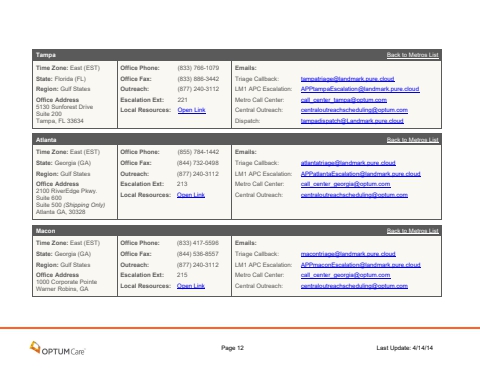 Tampa Back to Metros List
Time Zone: East (EST) Office Phone: (833) 766-1079 Emails:
State: Florida (FL) Office Fax: (833) 886-3442 Triage Callback: tampatriage@landmark.pure.cloud
Region: Gulf States Outreach: (877) 240-3112 LM1 APC Escalation: APPtampaEscalation@landmark.pure.cloud
Office Address Escalation Ext: 221 Metro Call Center: call_center_tampa@optum.com
5130 Sunforest Drive Local Resources: Open Link Central Outreach: centraloutreachscheduling@optum.com
Suite 200
Tampa, FL 33634 Dispatch: tampadispatch@Landmark.pure.cloud
Atlanta Back to Metros List
Time Zone: East (EST) Office Phone: (855) 784-1442 Emails:
State: Georgia (GA) Office Fax: (844) 732-0498 Triage Callback: atlantatriage@landmark.pure.cloud
Region: Gulf States Outreach: (877) 240-3112 LM1 APC Escalation: APPatlantaEscalation@landmark.pure.cloud
Office Address Escalation Ext: 213 Metro Call Center: call_center_georgia@optum.com
2100 RiverEdge Pkwy. Local Resources: Open Link Central Outreach: centraloutreachscheduling@optum.com
Suite 600
Suite 500 (Shipping Only)
Atlanta GA, 30328
Macon Back to Metros List
Time Zone: East (EST) Office Phone: (833) 417-5596 Emails:
State: Georgia (GA) Office Fax: (844) 536-8557 Triage Callback: macontriage@landmark.pure.cloud
Region: Gulf States Outreach: (877) 240-3112 LM1 APC Escalation: APPmaconEscalation@landmark.pure.cloud
Office Address Escalation Ext: 215 Metro Call Center: call_center_georgia@optum.com
1000 Corporate Pointe Local Resources: Open Link Central Outreach: centraloutreachscheduling@optum.com
Warner Robins, GA
OPTUMCare Page 12 Last Update: 4/14/14